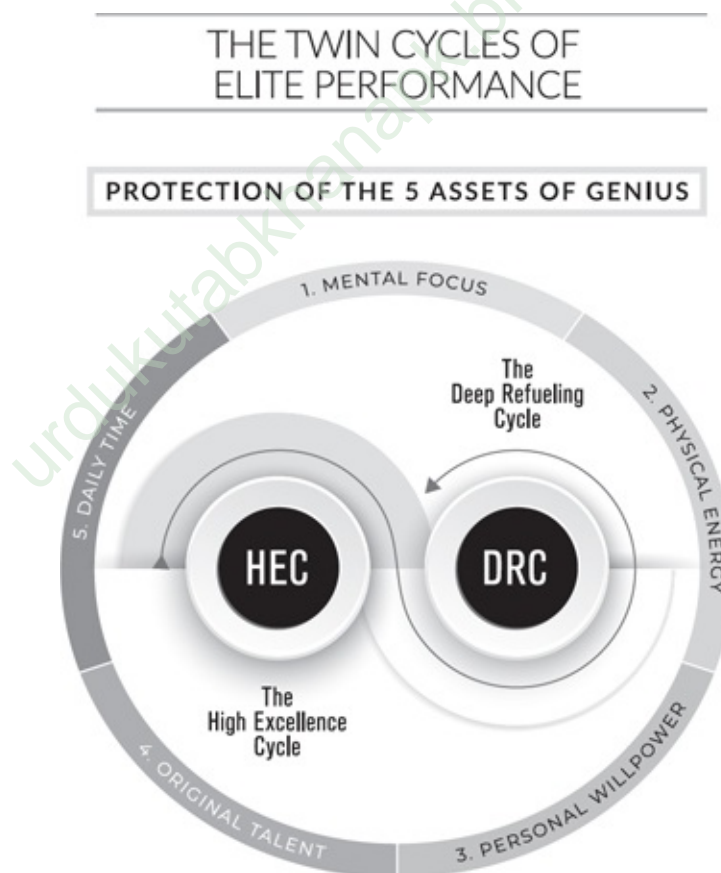 THE TWIN CYCLES OF
ELITE PERFORMANCE
PROTECTION OF THE 5 ASSETS OF GENIUS
1. MENTAL FOCUS
2. PHYSICAL ENERGY
3. PERSONAL WILLPOWER
4. ORIGINAL TALENT
5. DAILY TIME
The
Deep Refueling
Cycle
HEC
DRC
The
High Excellence
Cycle